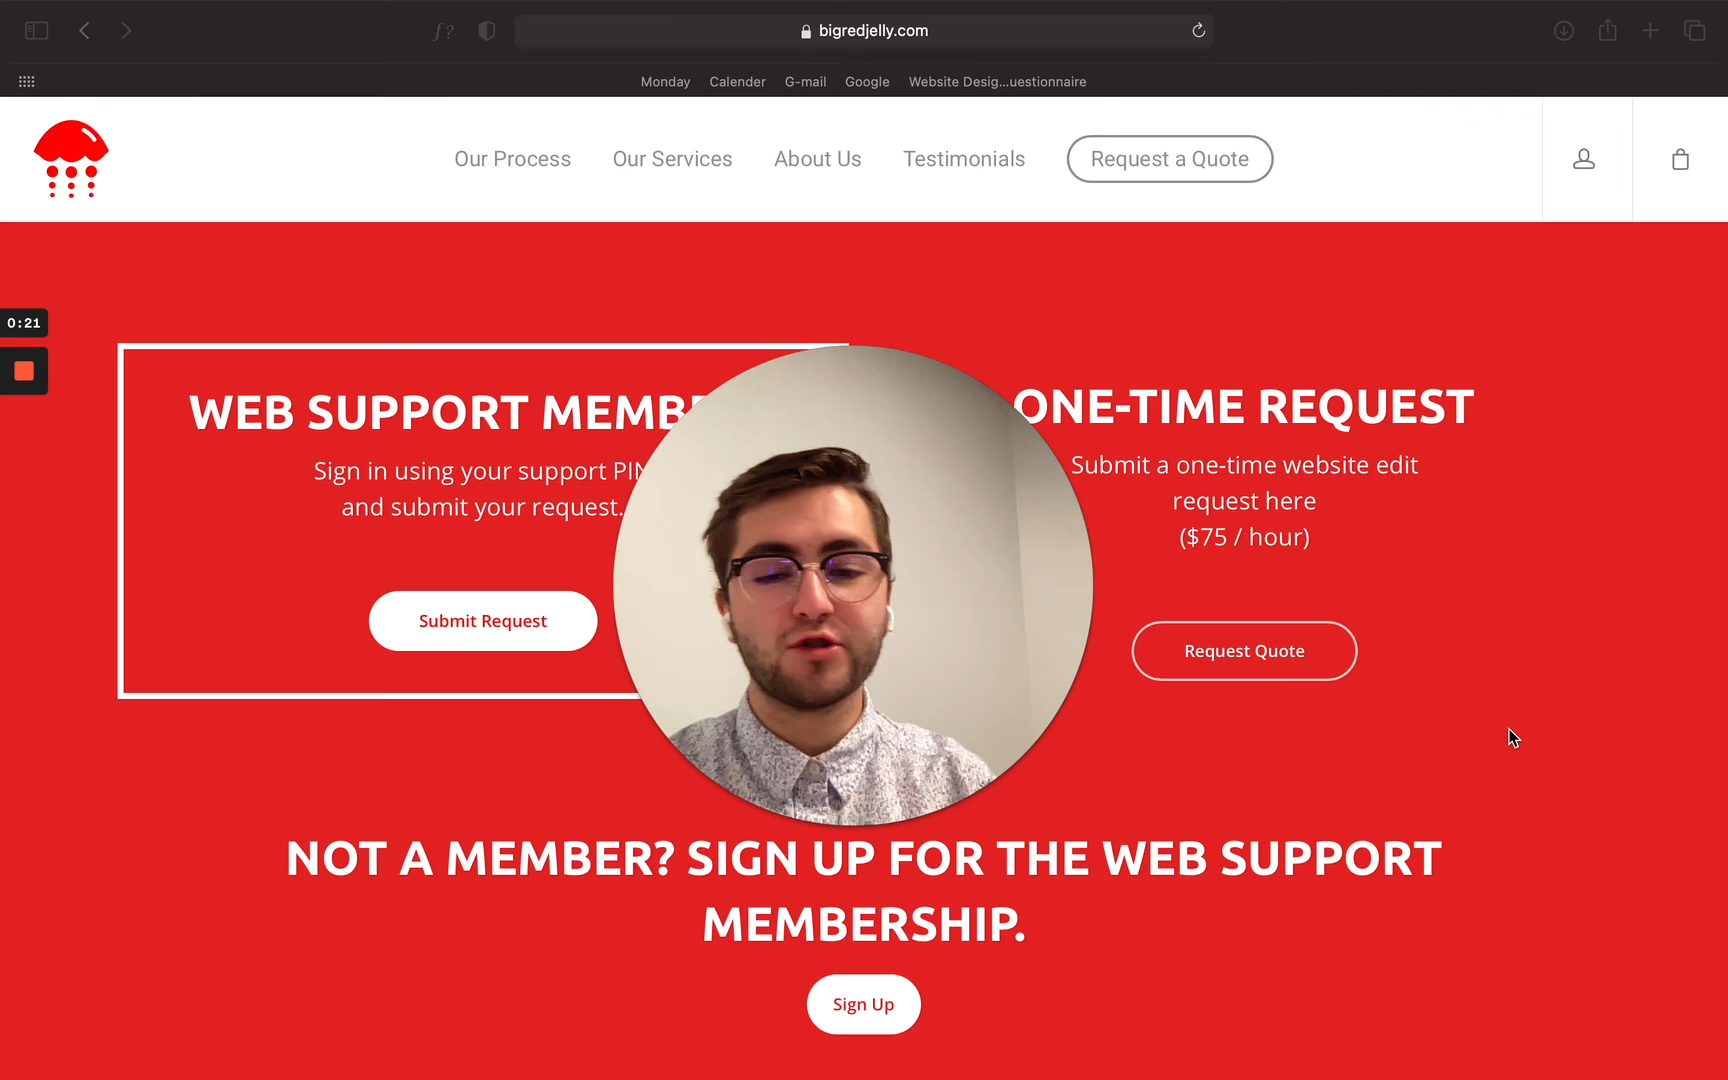 bigredjelly.com
Monday
Calender
G-mail
Google
Website Desig...uestionnaire
Our Process
Our Services
About Us
Testimonials
Request a Quote
0:21
WEB SUPPORT
Sign in using your support
and submit your request.
Submit Request
ONE-TIME REQUEST
Submit a one-time website edit
request here
($75 / hour)
Request Quote
NOT A MEMBER? SIGN UP FOR THE WEB SUPPORT
MEMBERSHIP.
Sign Up